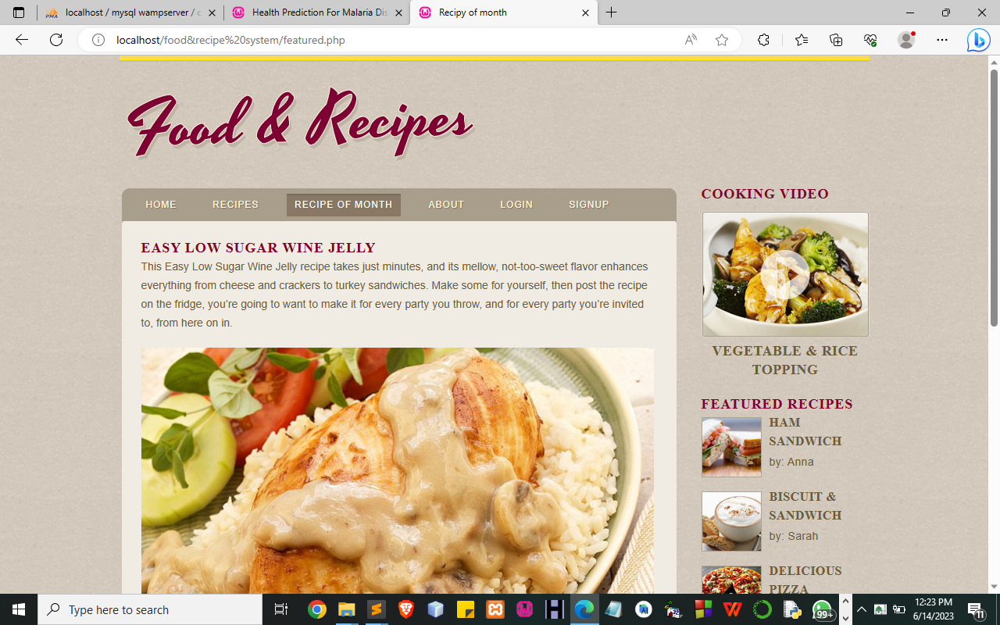 localhost / mysql wampserver / c
Health Prediction For Malaria Dis
Recipy of month
localhost/food&recipe%20system/featured.php
Food & Recipes
HOME RECIPES RECIPE OF MONTH ABOUT LOGIN SIGNUP
EASY LOW SUGAR WINE JELLY
This Easy Low Sugar Wine Jelly recipe takes just minutes, and its mellow, not-too-sweet flavor enhances
everything from cheese and crackers to turkey sandwiches. Make some for yourself, then post the recipe
on the fridge, you’re going to want to make it for every party you throw, and for every party you’re invited
to, from here on in.
COOKING VIDEO
VEGETABLE & RICE
TOPPING
FEATURED RECIPES
HAM
SANDWICH
by: Anna
BISCUIT &
SANDWICH
by: Sarah
DELICIOUS
PIZZA
Type here to search
99+
12:23 PM
6/14/2023
11